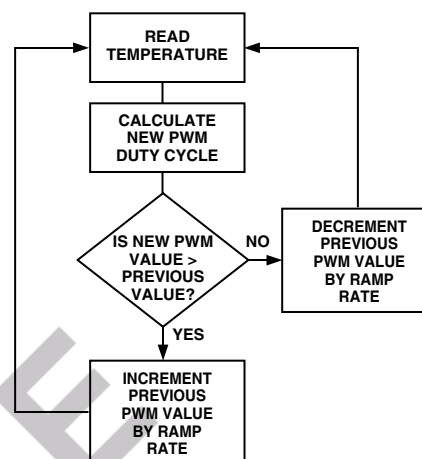 READ
TEMPERATURE
CALCULATE
NEW PWM
DUTY CYCLE
IS NEW PWM
VALUE >
PREVIOUS
VALUE?
NO
DECREMENT
PREVIOUS
PWM VALUE
BY RAMP
RATE
YES
INCREMENT
PREVIOUS
PWM VALUE
BY RAMP
RATE
E